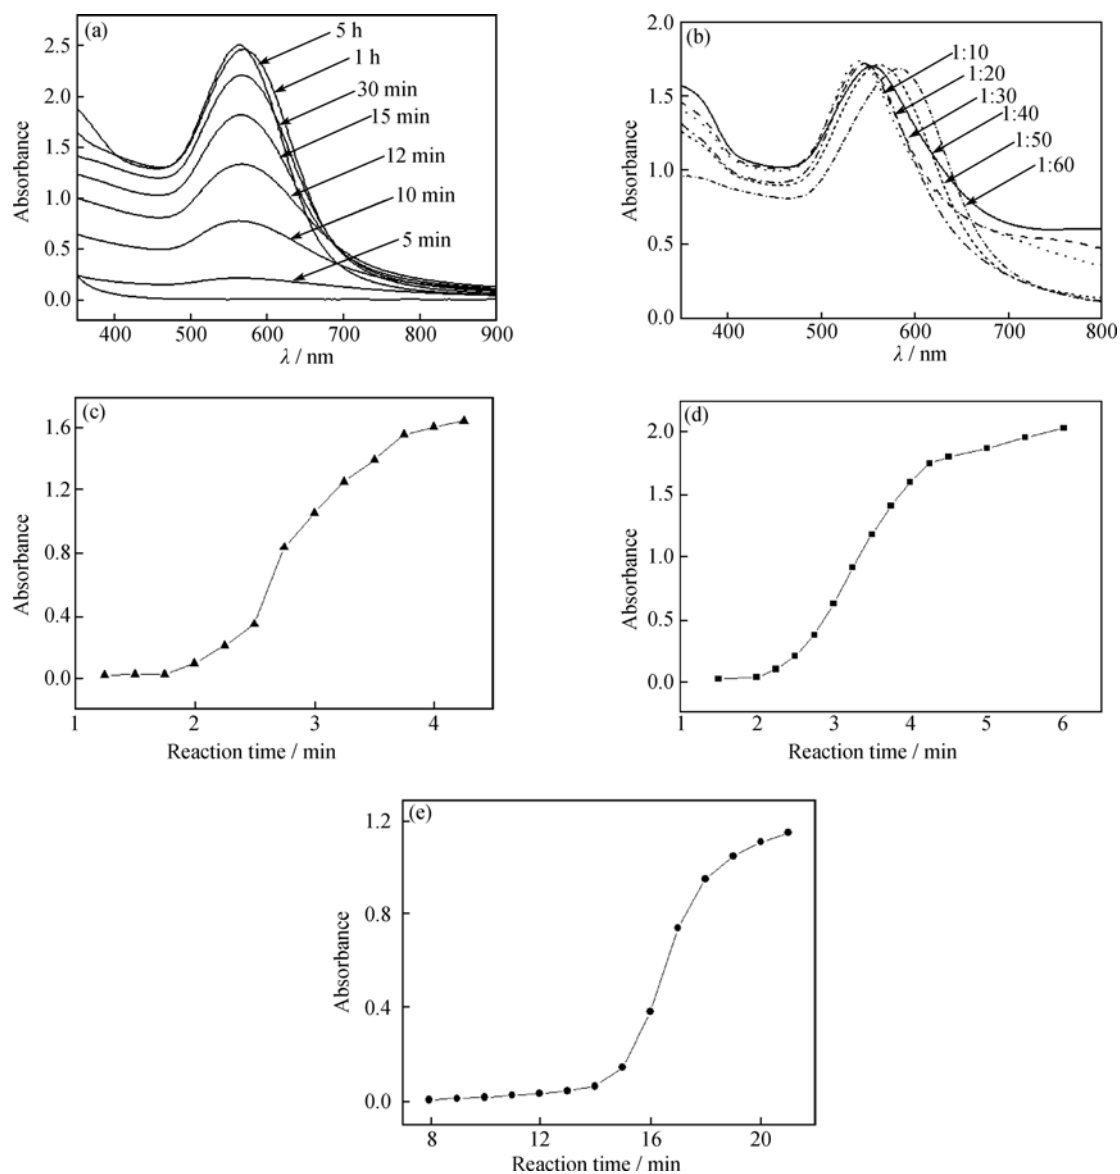 (a)
5 h
1 h
30 min
15 min
12 min
10 min
5 min
2.5
2.0
1.5
1.0
0.5
0.0
Absorbance
400 500 600 700 800 900
λ / nm
(b)
1:10
1:20
1:30
1:40
1:50
1:60
2.0
1.5
1.0
0.5
0.0
Absorbance
400 500 600 700 800
λ / nm
(c)
1.6
1.2
0.8
0.4
0.0
Absorbance
1 2 3 4
Reaction time / min
(d)
2.0
1.5
1.0
0.5
0.0
Absorbance
1 2 3 4 5 6
Reaction time / min
(e)
1.2
0.8
0.4
0.0
Absorbance
8 12 16 20
Reaction time / min